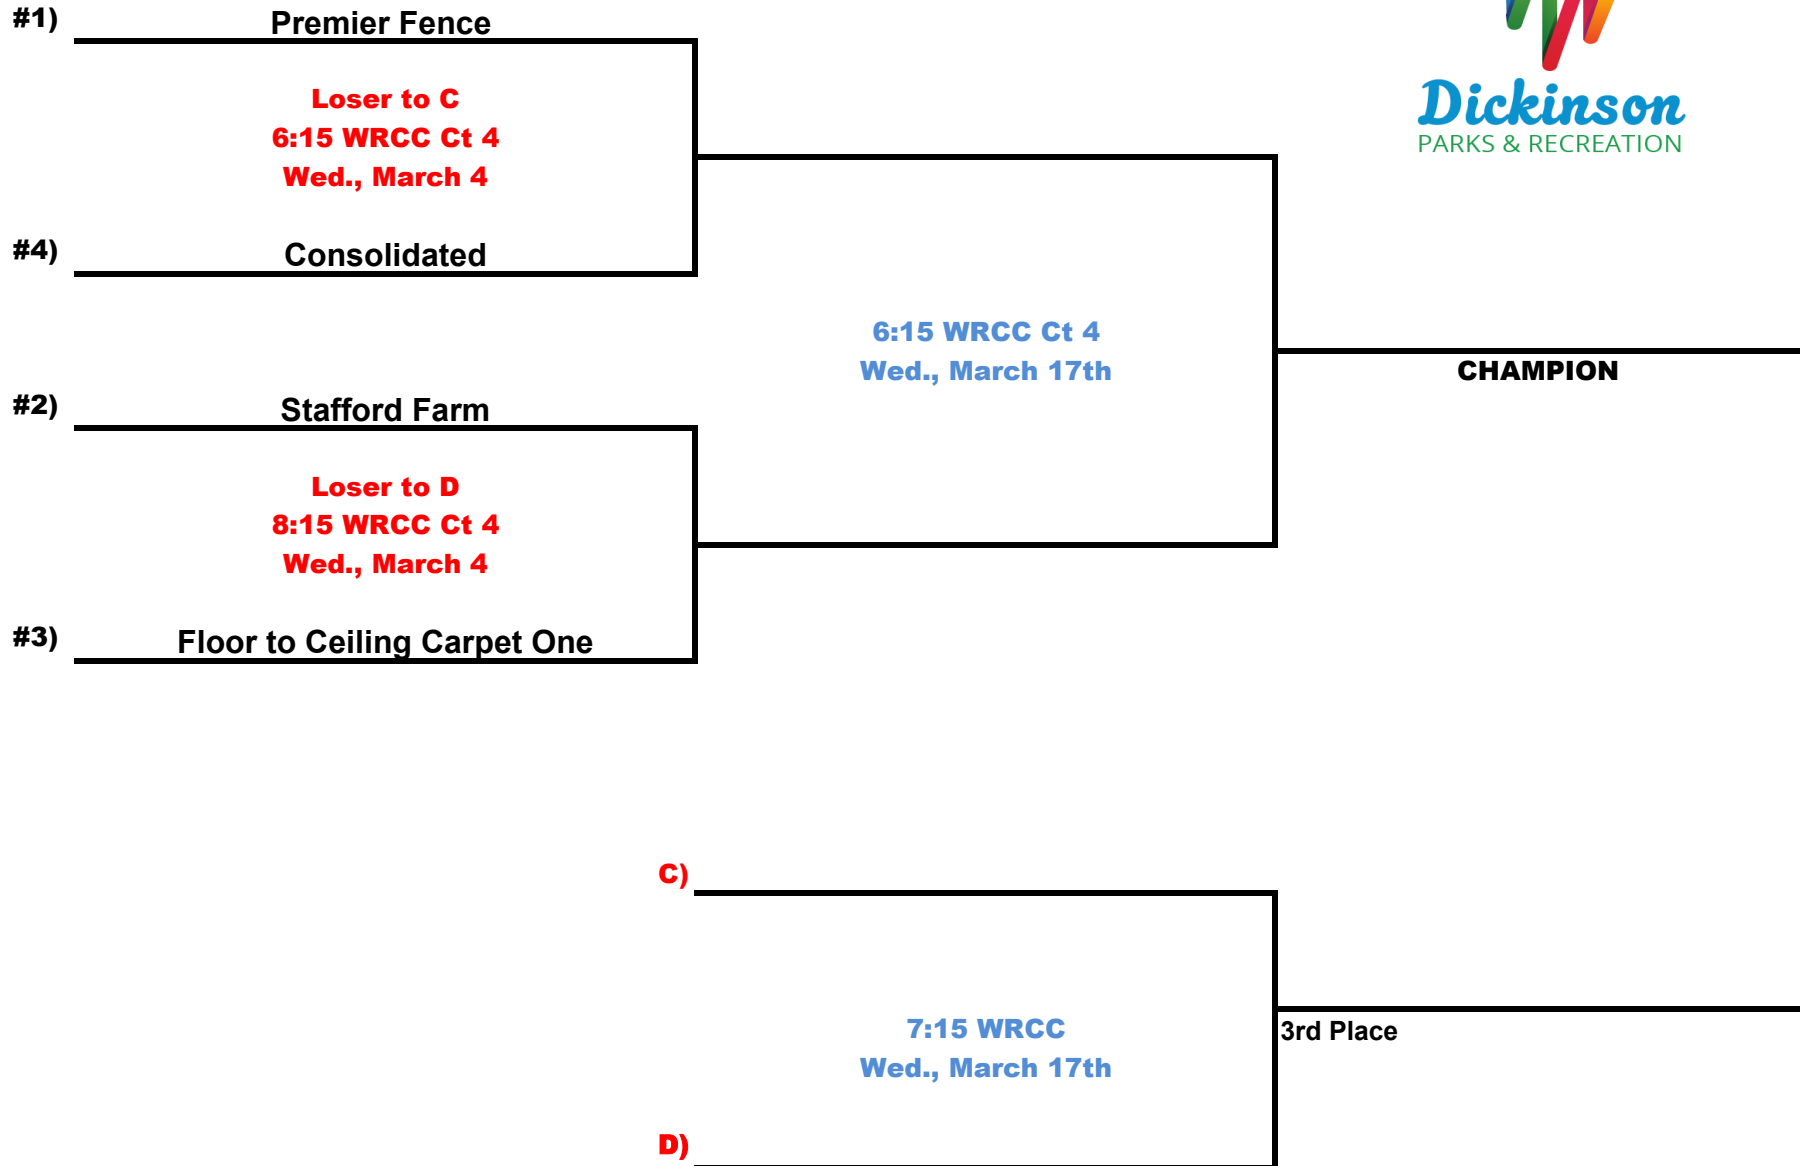 #1) Premier Fence
Loser to C
6:15 WRCC Ct 4
Wed., March 4
#4) Consolidated
#2) Stafford Farm
Loser to D
8:15 WRCC Ct 4
Wed., March 4
#3) Floor to Ceiling Carpet One
6:15 WRCC Ct 4
Wed., March 17th
Dickinson
PARKS & RECREATION
CHAMPION
C)
7:15 WRCC
Wed., March 17th
D)
3rd Place